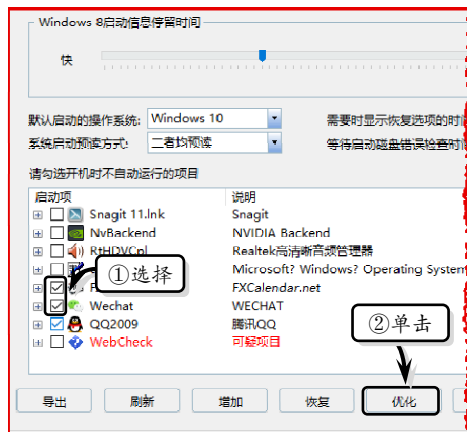 Windows 8启动信息停留时间
快
默认启动的操作系统: Windows 10 需要时显示恢复选项的时
系统启动预读方式: 二者均预读 等待启动磁盘错误检查时
请勾选开机时不自动运行的项目
启动项 说明
Snagit 11.lnk Snagit
NvBackend NVIDIA Backend
RtHDVCpl Realtek高清晰音频管理器
Microsoft? Windows? Operating System
①选择
FXCalendar.net
Wechat WECHAT
QQ2009 腾讯QQ
②单击
WebCheck 可疑项目
导出 刷新 增加 恢复 优化